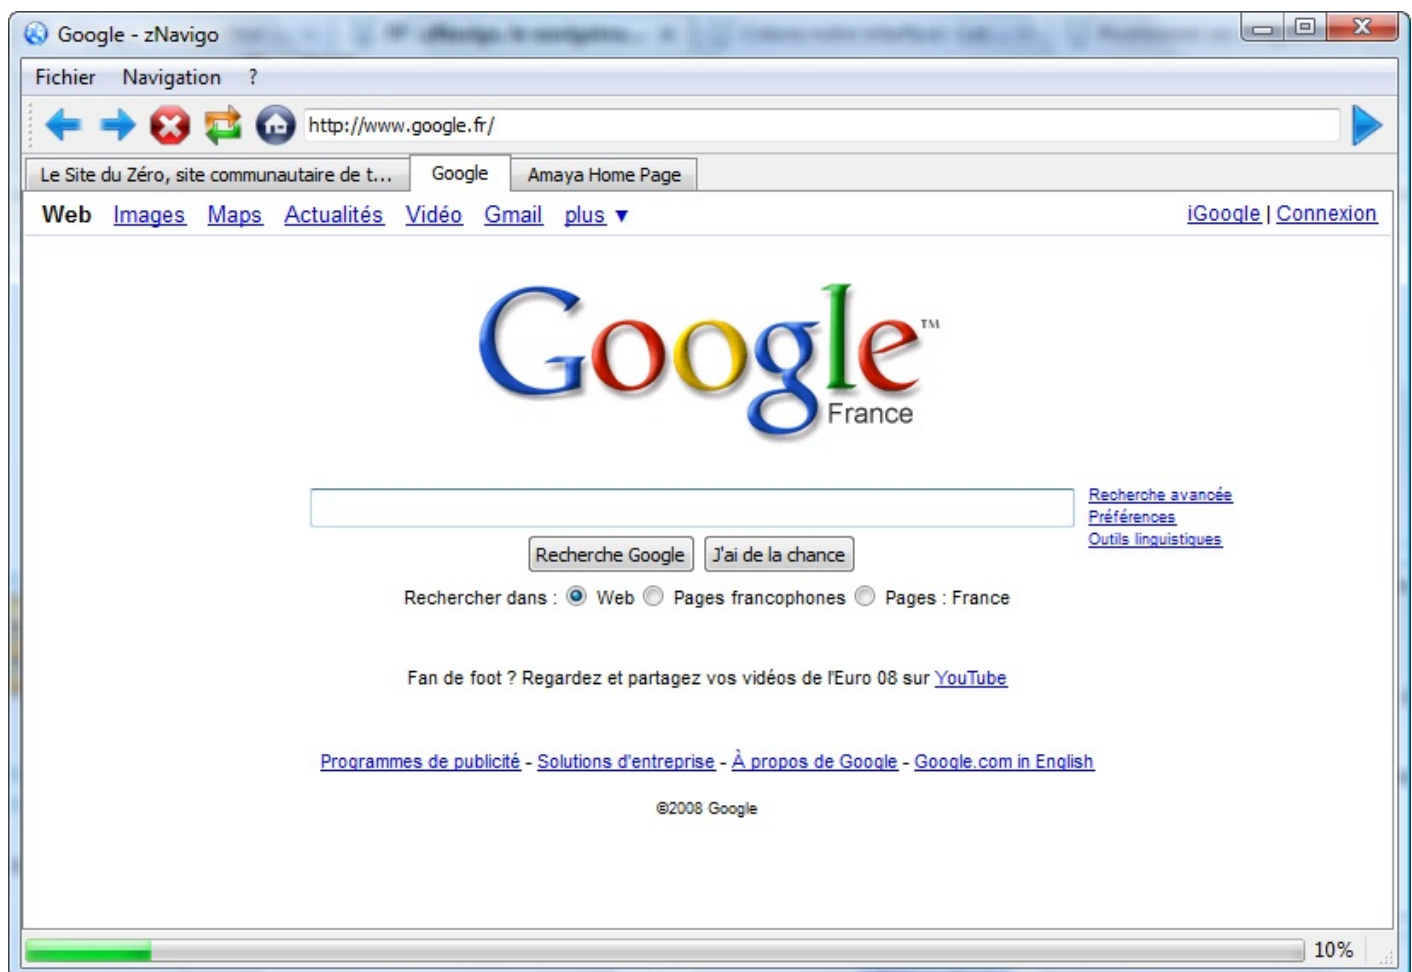 Google - zNavigo
Fichier Navigation ?
http://www.google.fr/
Le Site du Zéro, site communautaire de t... Google Amaya Home Page
Web Images Maps Actualités Vidéo Gmail plus ▼ iGoogle | Connexion
Google™
France
Recherche avancée
Préférences
Outils linguistiques
Recherche Google J'ai de la chance
Rechercher dans : Web Pages francophones Pages : France
Fan de foot ? Regardez et partagez vos vidéos de l'Euro 08 sur YouTube
Programmes de publicité - Solutions d'entreprise - À propos de Google - Google.com in English
©2008 Google
10%